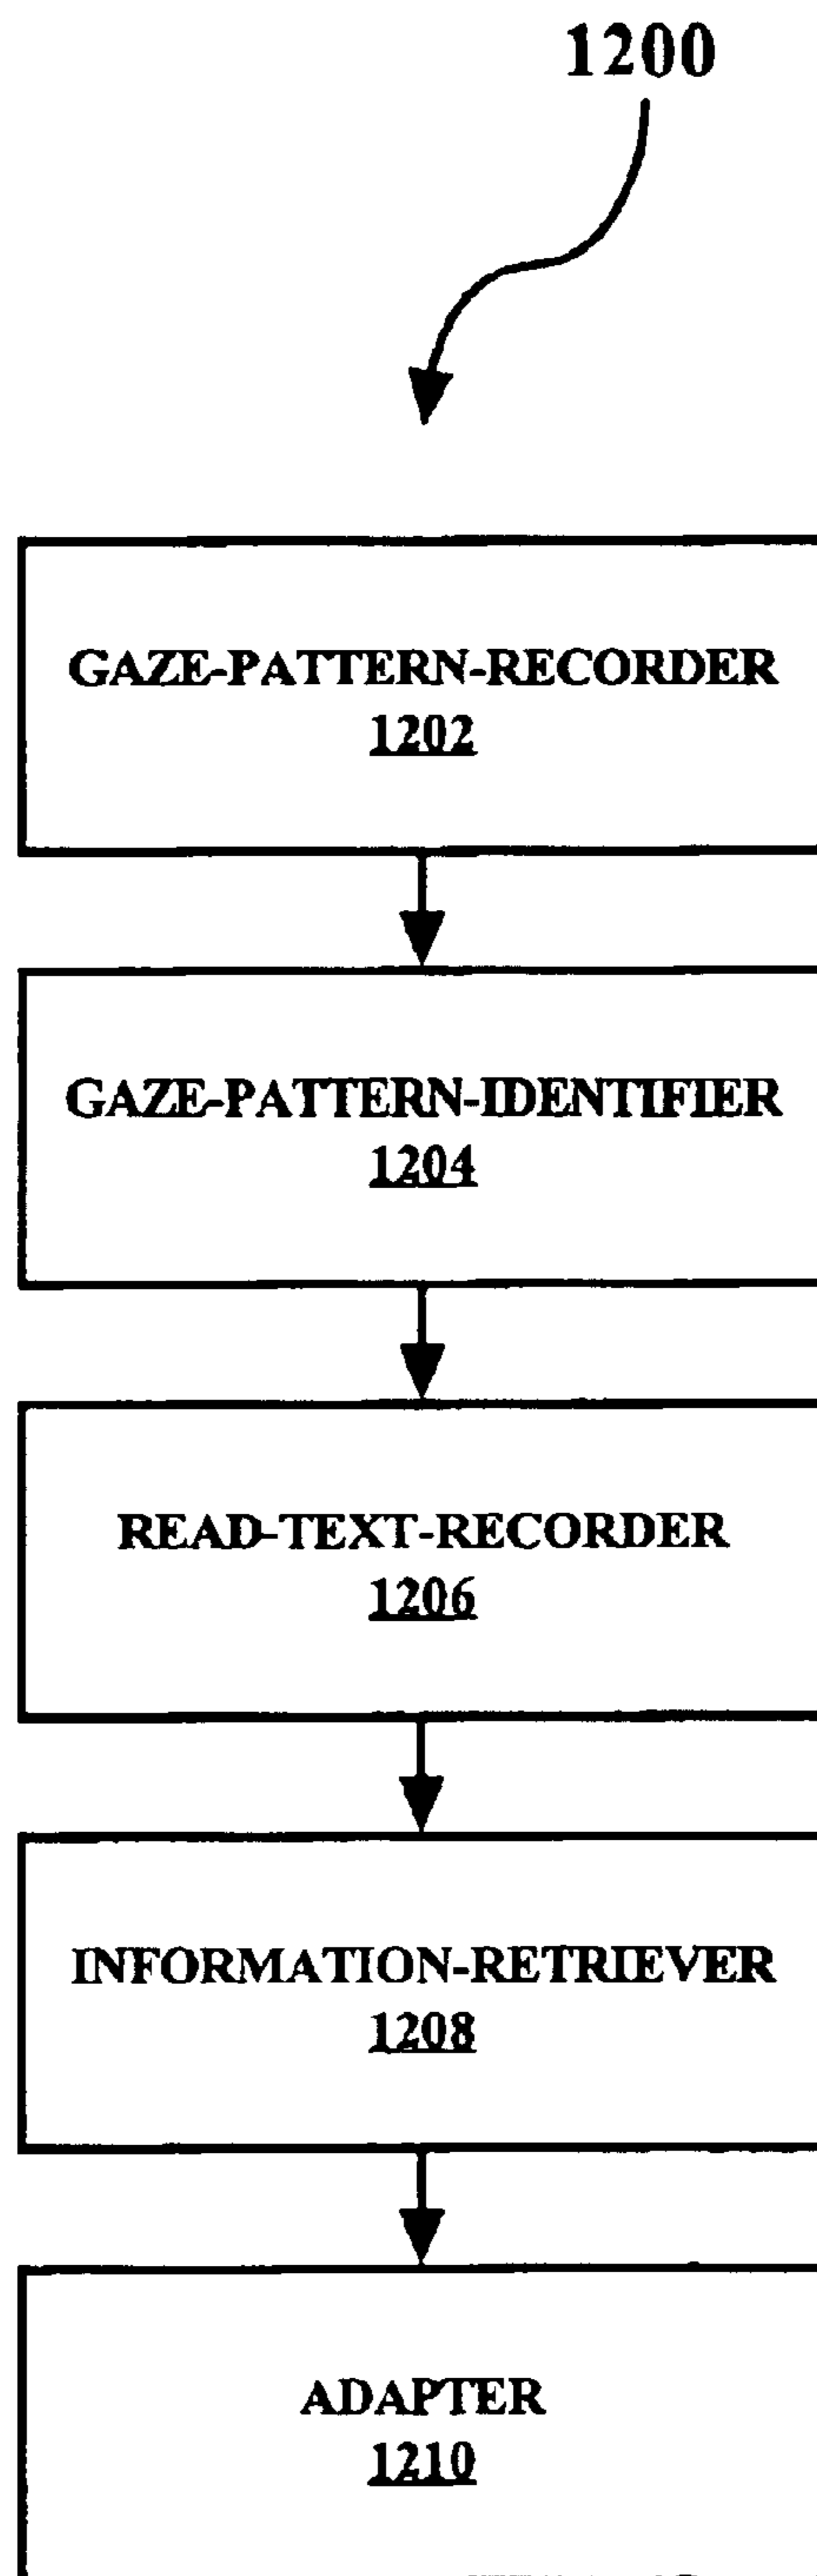 1200
GAZE-PATTERN-RECORDER
1202
GAZE-PATTERN-IDENTIFIER
1204
READ-TEXT-RECORDER
1206
INFORMATION-RETRIEVER
1208
ADAPTER
1210